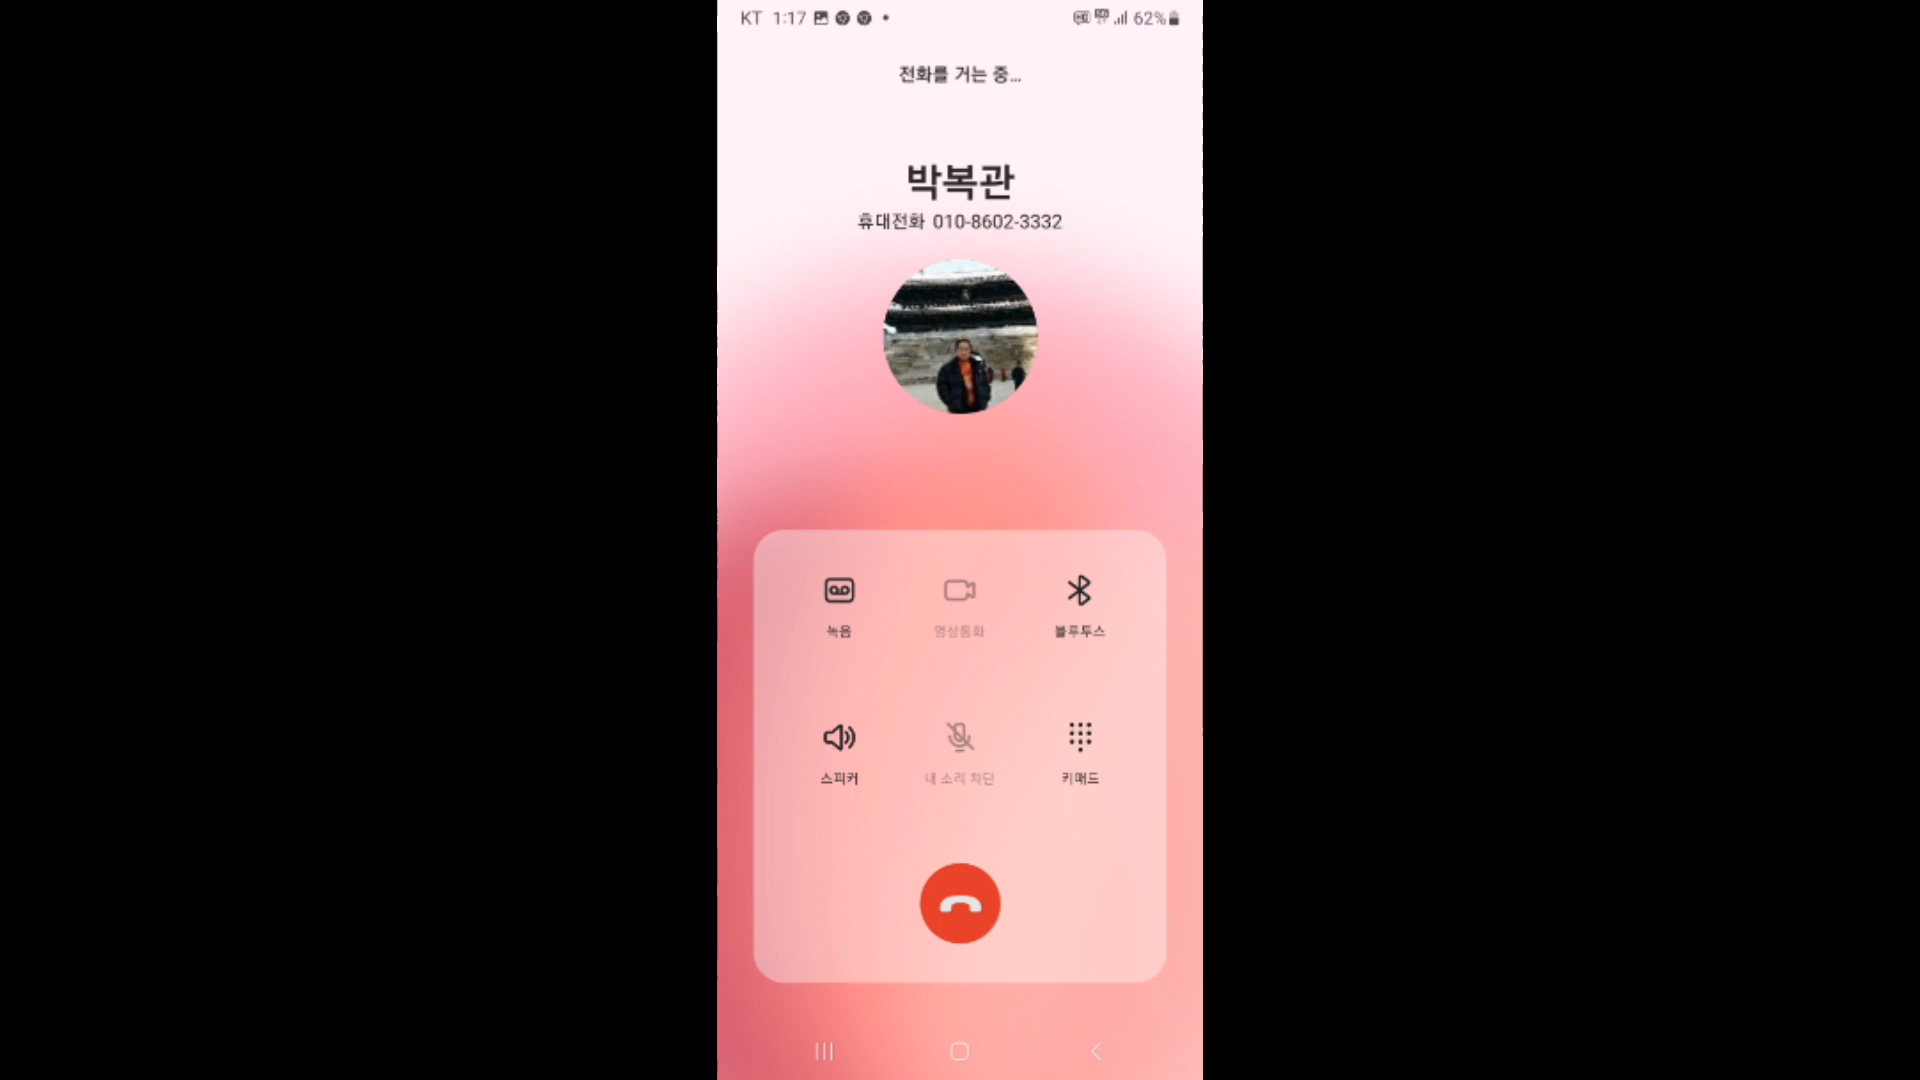 KT 1:17 62%
전화를 거는 중...
박복관
휴대전화 010-8602-3332
녹음 영상통화 블루투스
스피커 내 소리 차단 키패드